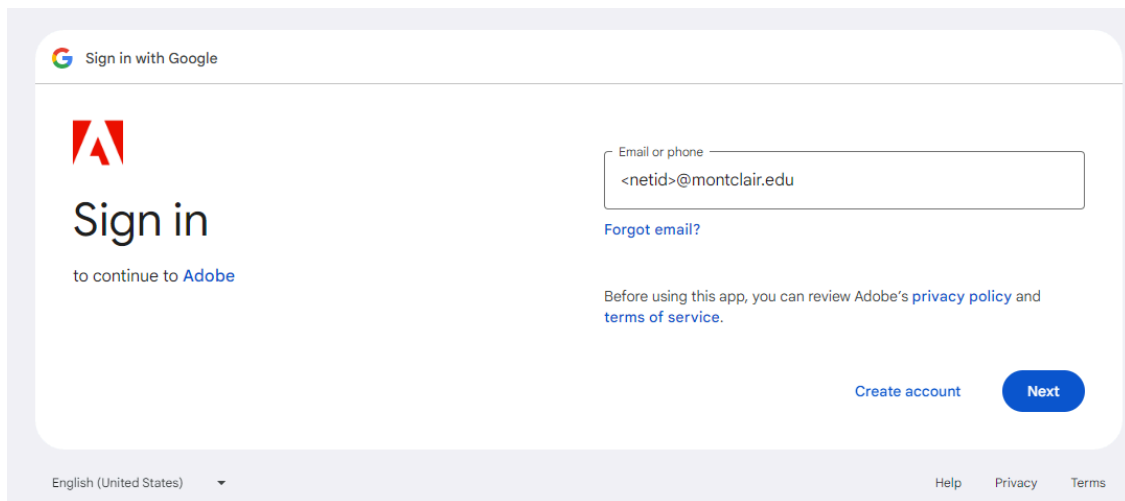 Sign in with Google
Sign in
to continue to Adobe
Email or phone
<netid>@montclair.edu
Forgot email?
Before using this app, you can review Adobe’s privacy policy and
terms of service.
Create account
Next
English (United States)
Help
Privacy
Terms